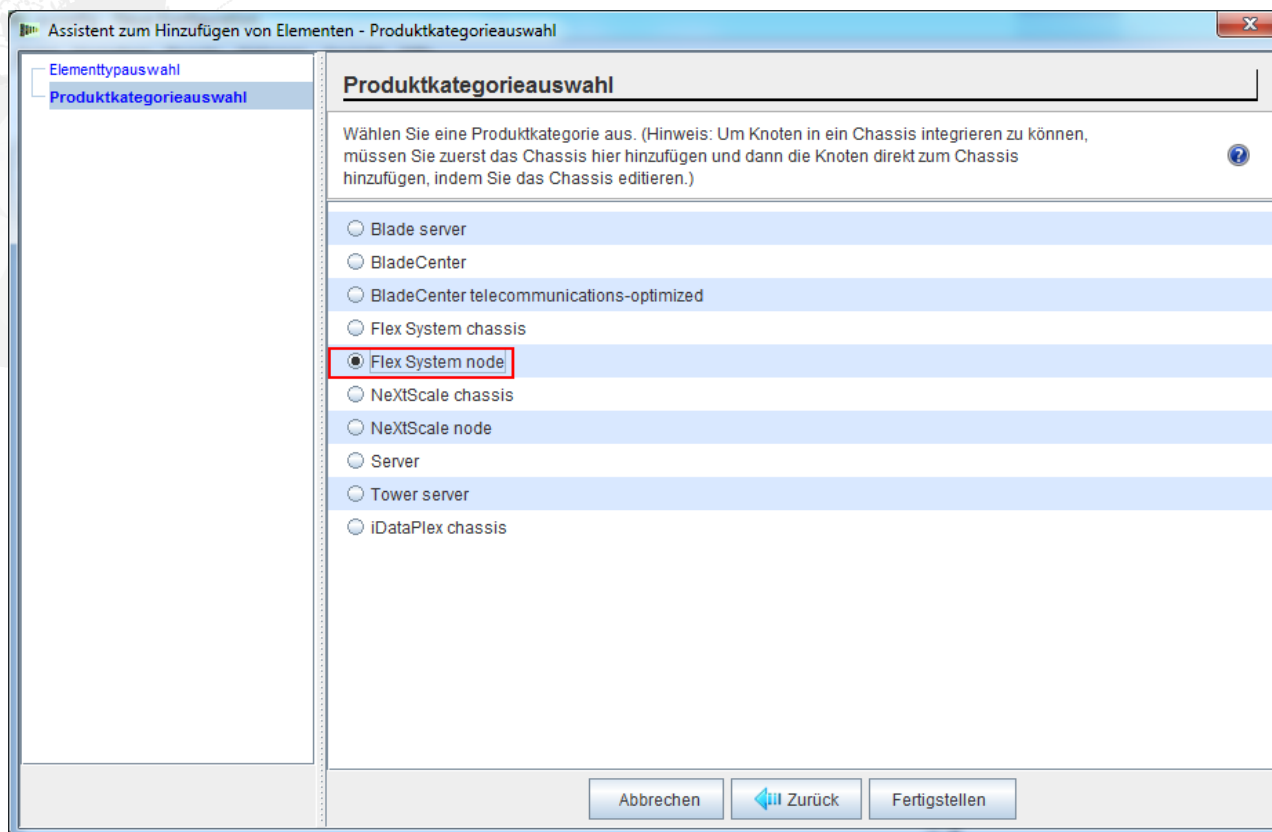 Assistent zum Hinzufügen von Elementen - Produktkategorieauswahl
Elementtypauswahl
Produktkategorieauswahl
Produktkategorieauswahl
Wählen Sie eine Produktkategorie aus. (Hinweis: Um Knoten in ein Chassis integrieren zu können,
müssen Sie zuerst das Chassis hier hinzufügen und dann die Knoten direkt zum Chassis
hinzufügen, indem Sie das Chassis editieren.)
Blade server
BladeCenter
BladeCenter telecommunications-optimized
Flex System chassis
Flex System node
NeXtScale chassis
NeXtScale node
Server
Tower server
iDataPlex chassis
Abbrechen
Zurück
Fertigstellen